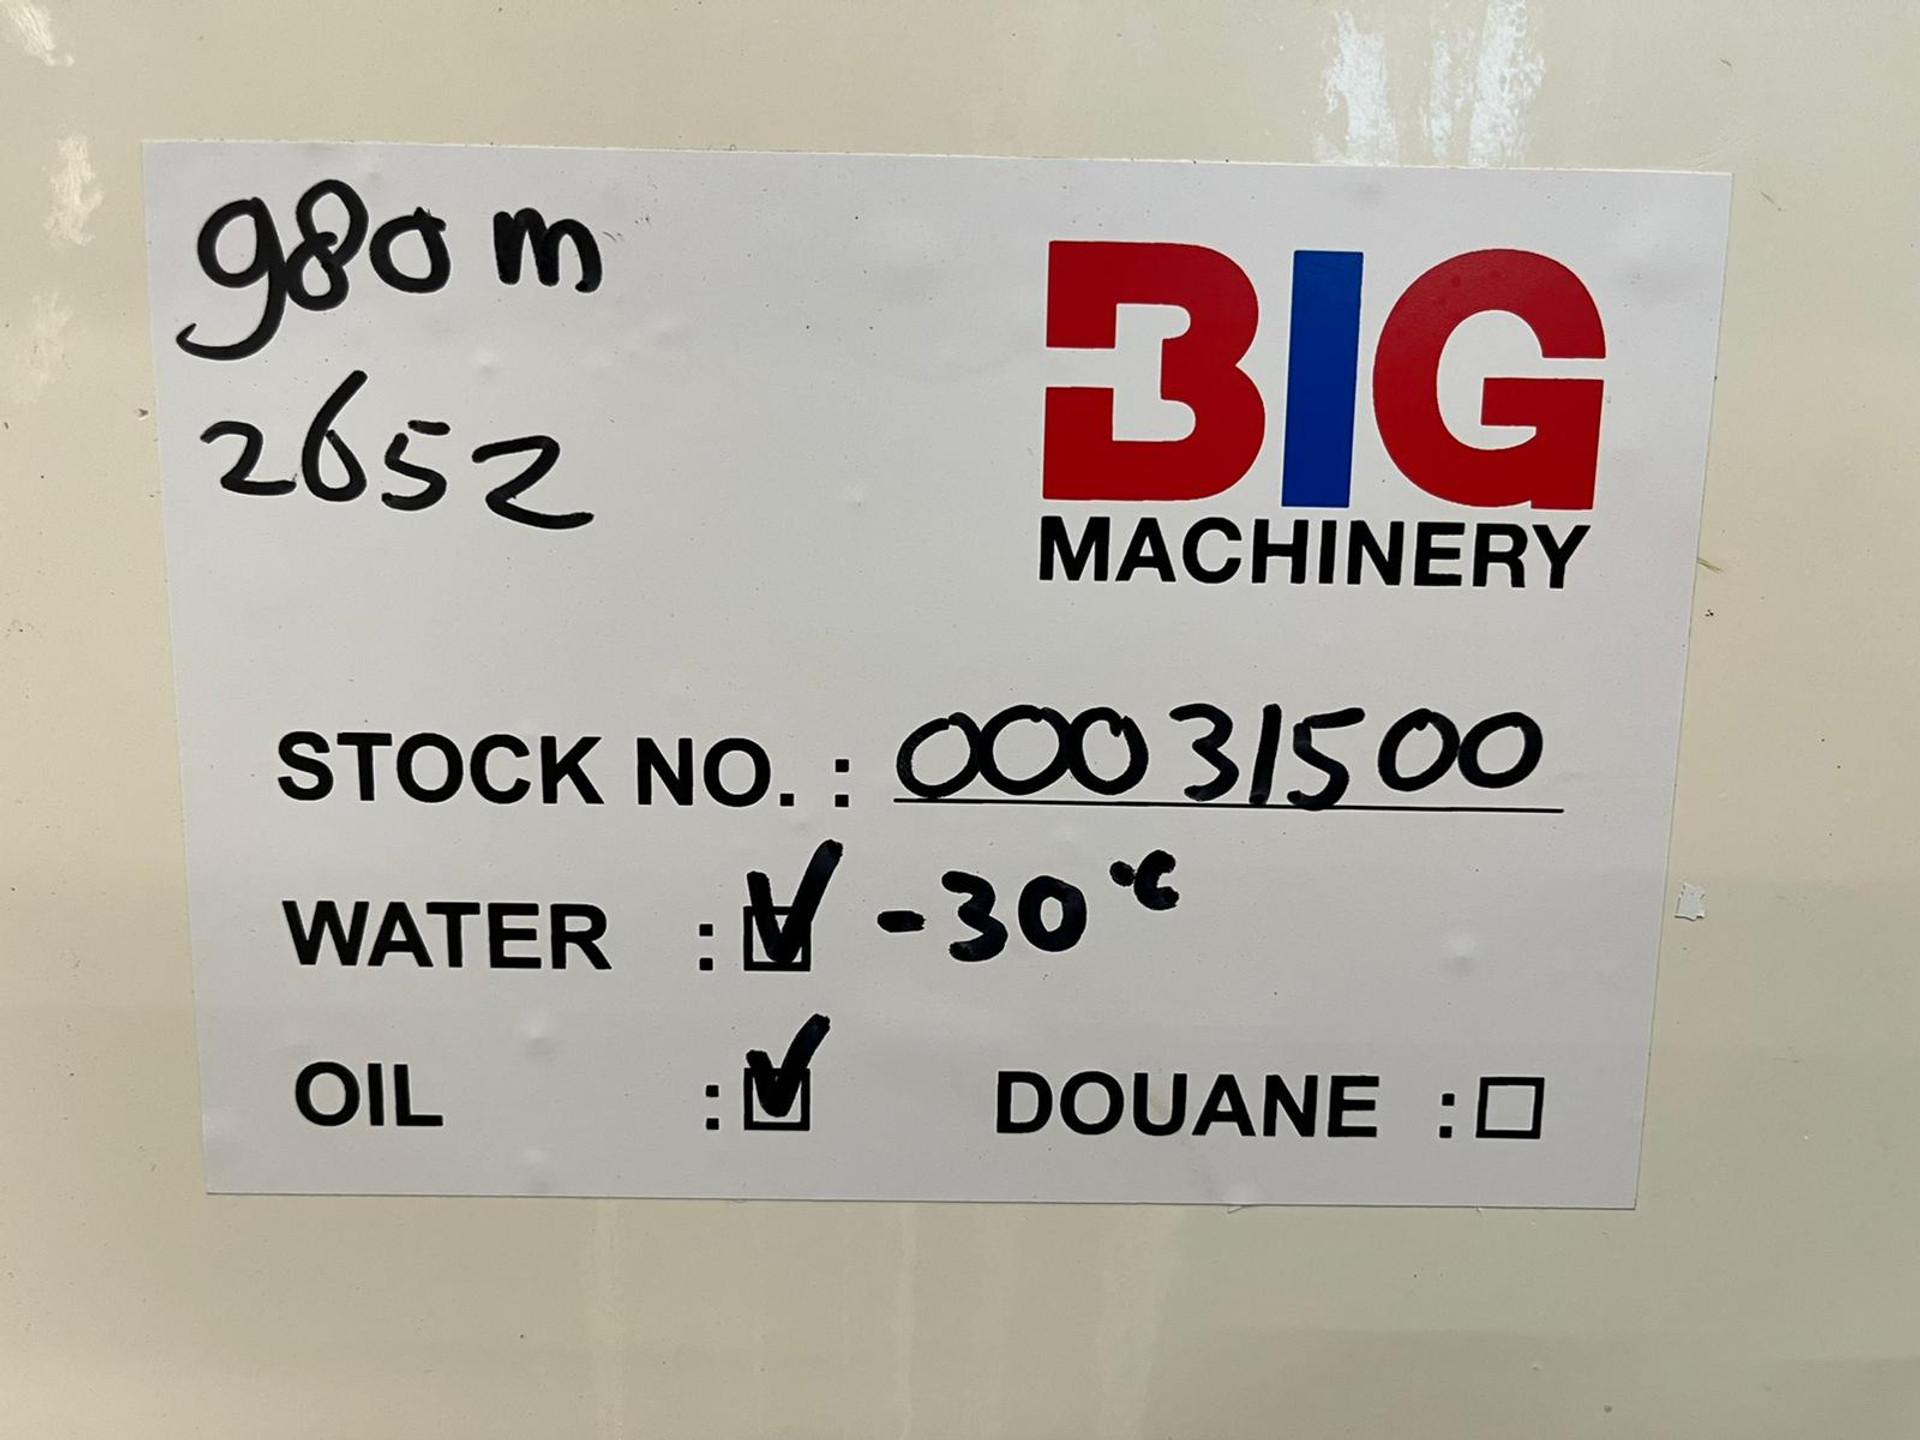 980m
2652
BIG
MACHINERY
STOCK NO. : 00031500
WATER : ☑ -30°C
OIL : ☑ DOUANE : ☐